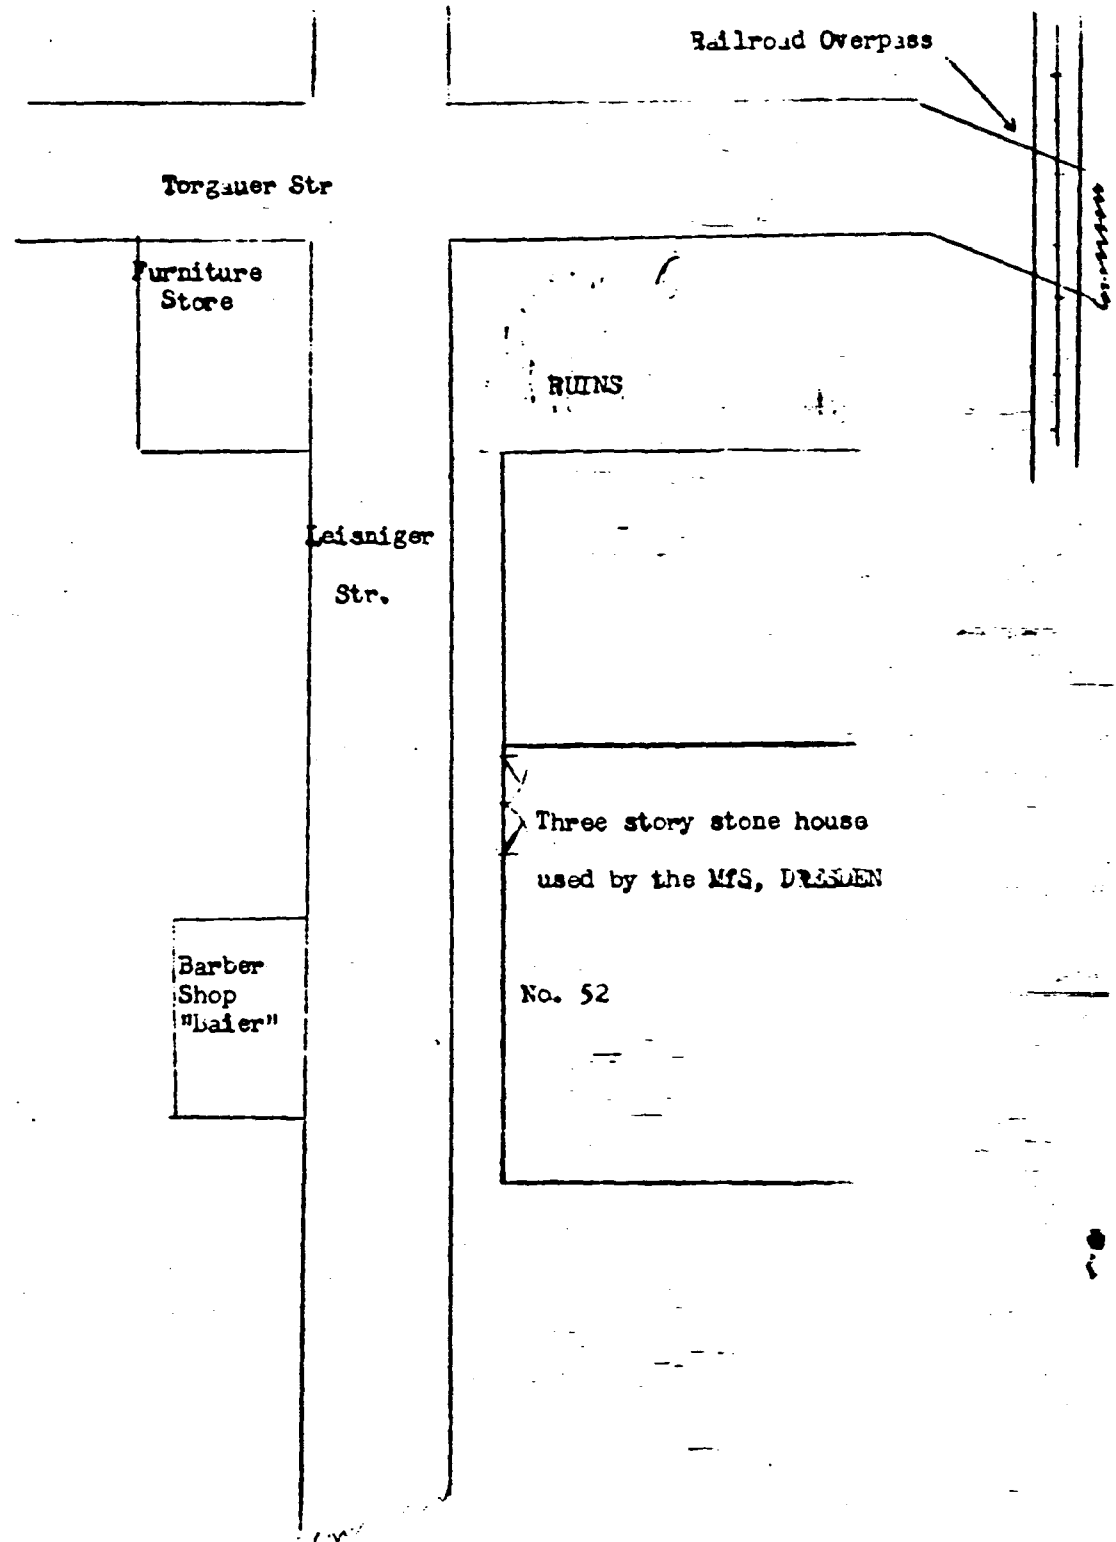 Railroad Overpass
Torgauer Str
Furniture
Store
RUINS
Leisniger
Str.
Three story stone house
used by the MfS, DRESDEN
Barber
Shop
"Baier"
No. 52